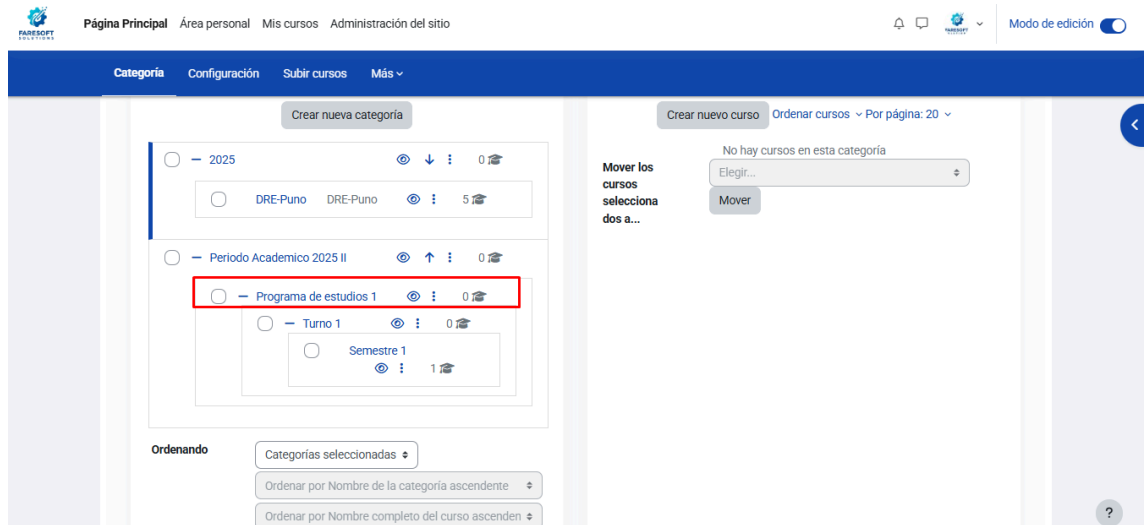 FARESOFT
SOLUTIONS
Página Principal Área personal Mis cursos Administración del sitio
FARESOFT
Modo de edición
Categoría Configuración Subir cursos Más
Crear nueva categoría
2025 0
DRE-Puno DRE-Puno 5
Periodo Academico 2025 II 0
Programa de estudios 1 0
Turno 1 0
Semestre 1
1
Ordenando
Categorías seleccionadas
Ordenar por Nombre de la categoría ascendente
Ordenar por Nombre completo del curso ascenden
Crear nuevo curso Ordenar cursos Por página: 20
No hay cursos en esta categoría
Mover los
cursos
selecciona
dos a...
Elegir...
Mover
?